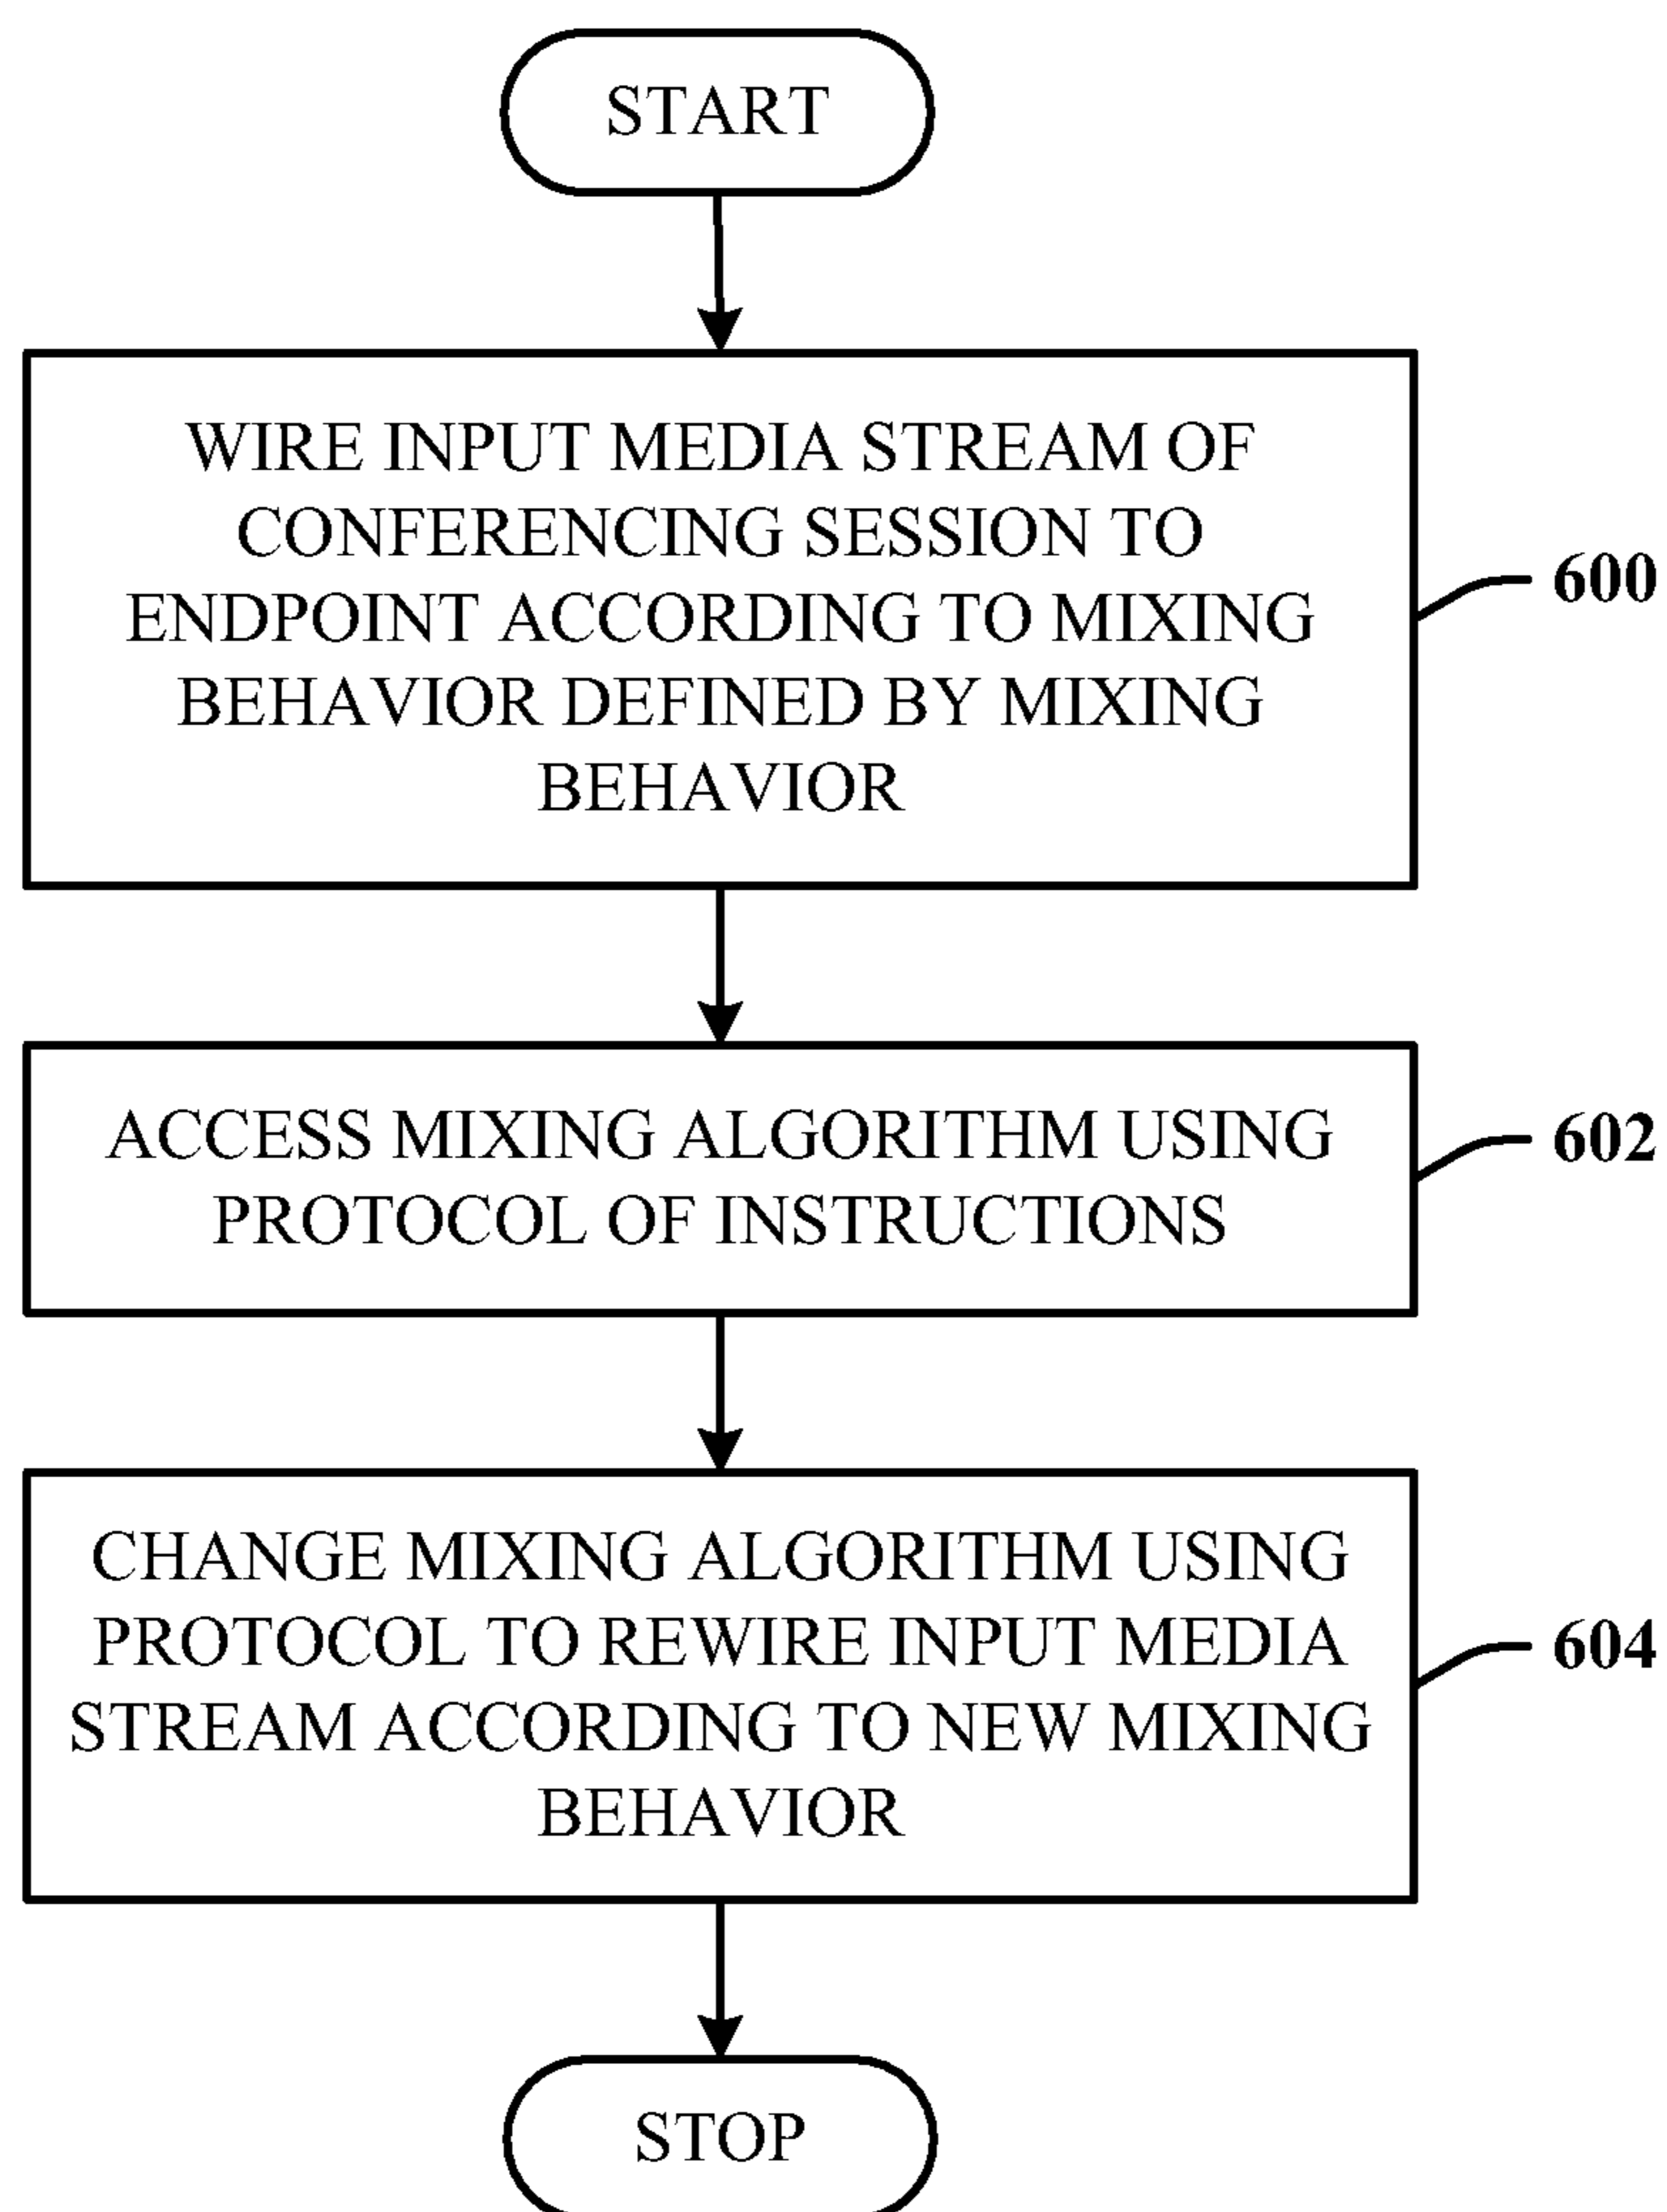 START
WIRE INPUT MEDIA STREAM OF
CONFERENCING SESSION TO
ENDPOINT ACCORDING TO MIXING
BEHAVIOR DEFINED BY MIXING
BEHAVIOR
600
ACCESS MIXING ALGORITHM USING
PROTOCOL OF INSTRUCTIONS
602
CHANGE MIXING ALGORITHM USING
PROTOCOL TO REWIRE INPUT MEDIA
STREAM ACCORDING TO NEW MIXING
BEHAVIOR
604
STOP